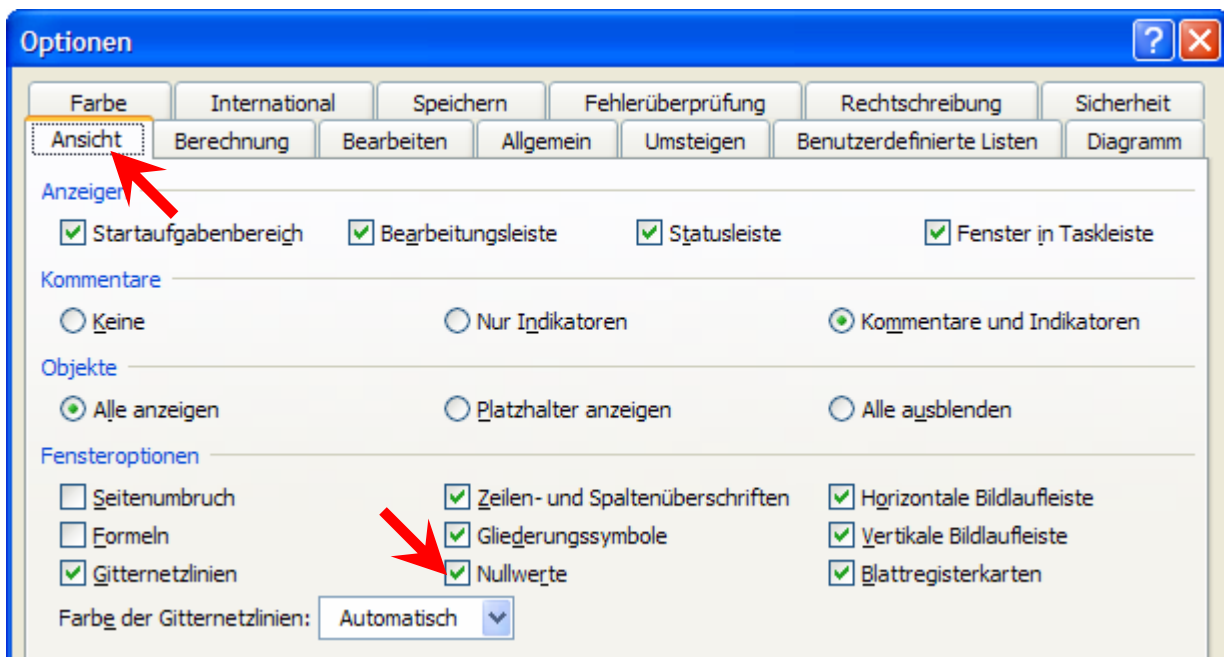 Optionen
Farbe International Speichern Fehlerüberprüfung Rechtschreibung Sicherheit
Ansicht Berechnung Bearbeiten Allgemein Umsteigen Benutzerdefinierte Listen Diagramm
Anzeigen
Startaufgabenbereich Bearbeitungsleiste Statusleiste Fenster in Taskleiste
Kommentare
Keine Nur Indikatoren Kommentare und Indikatoren
Objekte
Alle anzeigen Platzhalter anzeigen Alle ausblenden
Fensteroptionen
Seitenumbruch Zeilen- und Spaltenüberschriften Horizontale Bildlaufleiste
Formeln Gliederungssymbole Vertikale Bildlaufleiste
Gitternetzlinien Nullwerte Blattregisterkarten
Farbe der Gitternetzlinien: Automatisch